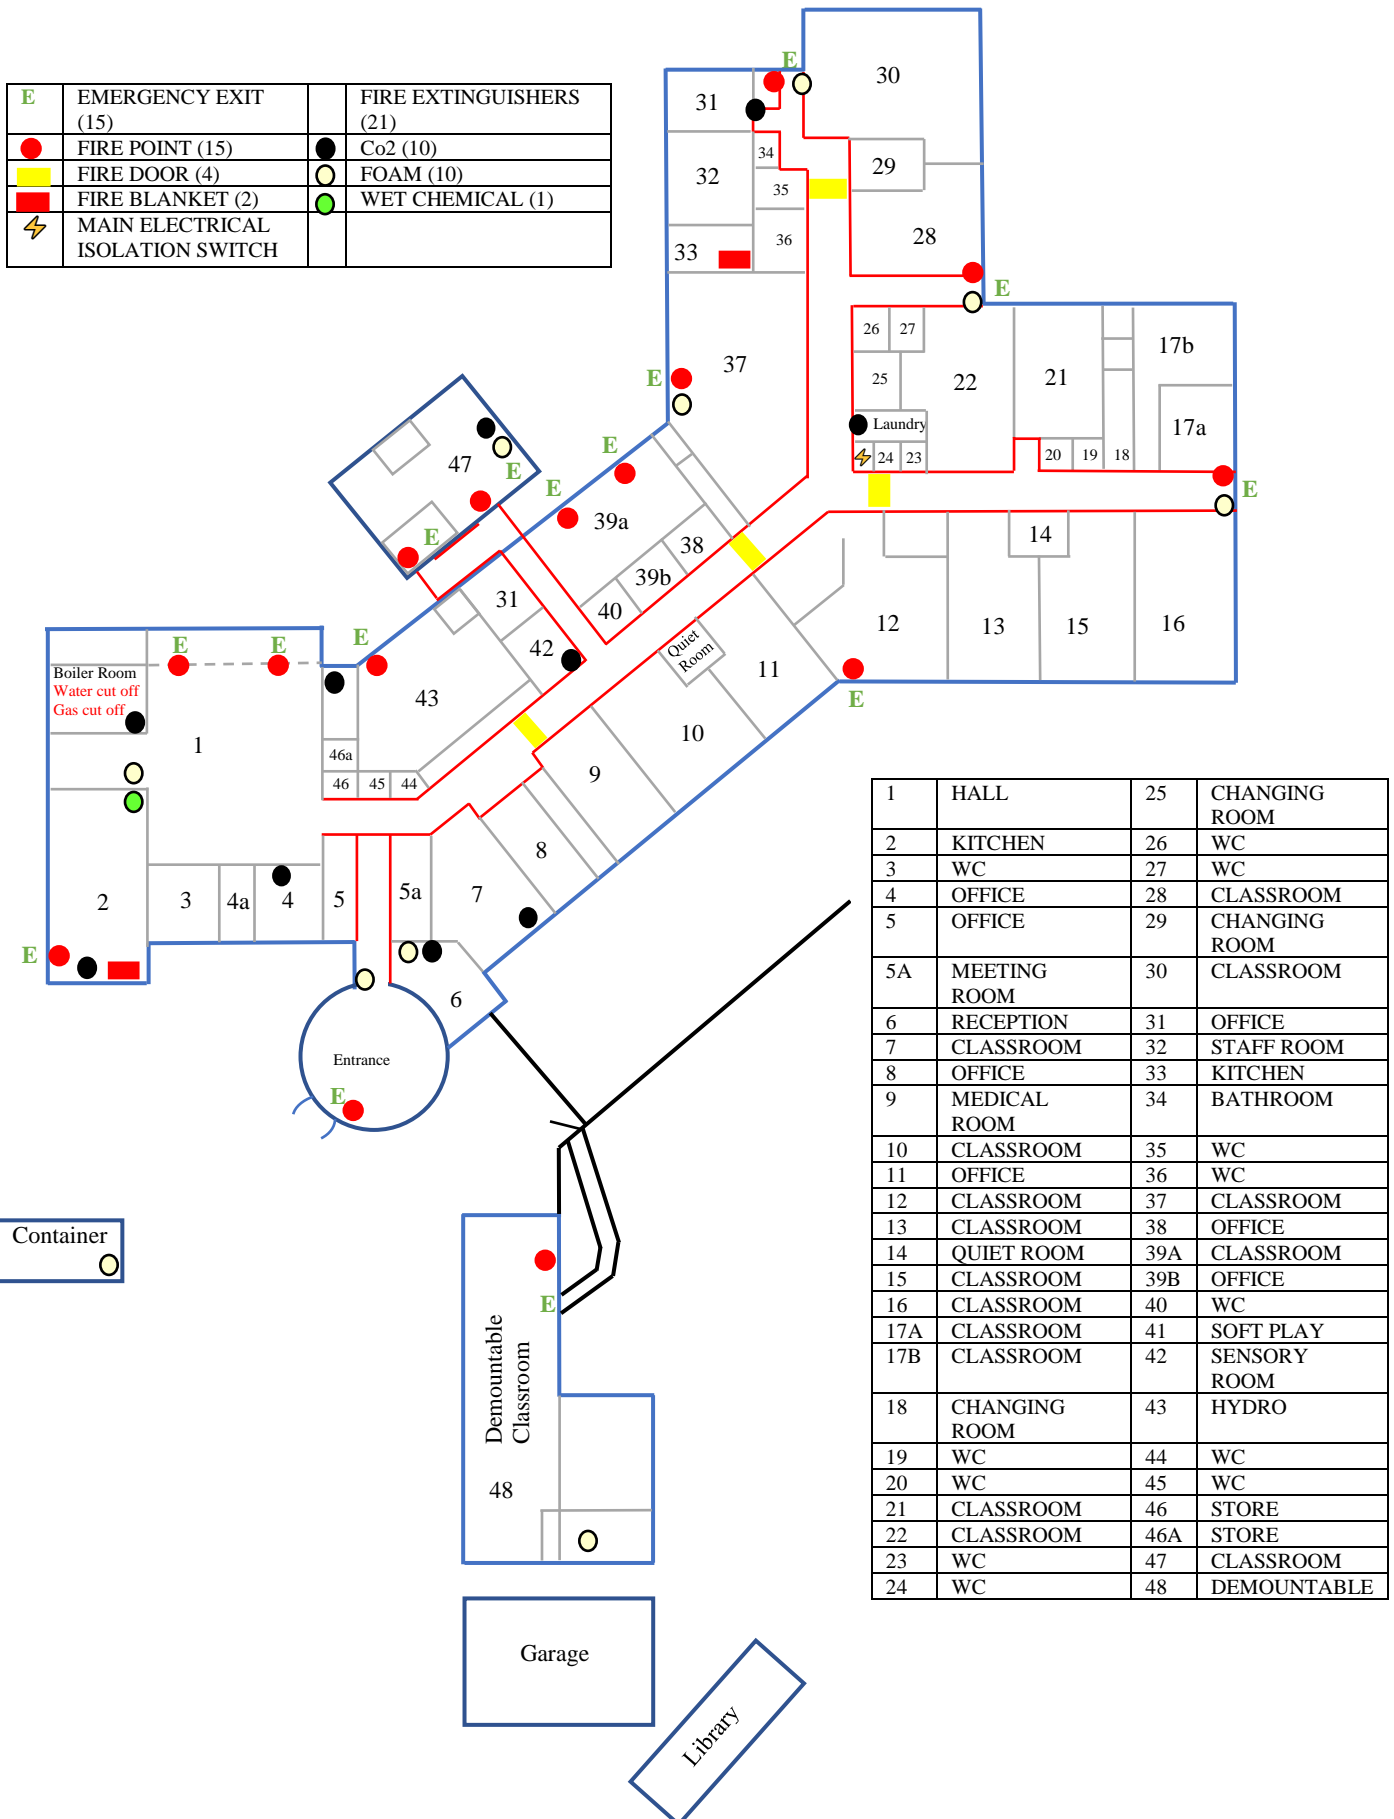 E EMERGENCY EXIT FIRE EXTINGUISHERS
(15) (21)
FIRE POINT (15) Co2 (10)
FIRE DOOR (4) FOAM (10)
FIRE BLANKET (2) WET CHEMICAL (1)
MAIN ELECTRICAL
ISOLATION SWITCH
E
30
31
34
29
32
35
28
36
33
E
26 27
17b
37
22
21
25
E
Laundry
17a
24 23
20 19 18
E
47
E
E
E
39a
E
14
38
39b
31
40
12
13
15
16
42
Quiet
Room
11
E
E
E
Boiler Room
Water cut off
Gas cut off
43
E
10
1
46a
9
46 45 44
8
2
3
4a
4
5
5a
7
E
6
Entrance
E
Container
E
Demountable
Classroom
48
Garage
Library
1 HALL 25 CHANGING
ROOM
2 KITCHEN 26 WC
3 WC 27 WC
4 OFFICE 28 CLASSROOM
5 OFFICE 29 CHANGING
ROOM
5A MEETING 30 CLASSROOM
ROOM
6 RECEPTION 31 OFFICE
7 CLASSROOM 32 STAFF ROOM
8 OFFICE 33 KITCHEN
9 MEDICAL 34 BATHROOM
ROOM
10 CLASSROOM 35 WC
11 OFFICE 36 WC
12 CLASSROOM 37 CLASSROOM
13 CLASSROOM 38 OFFICE
14 QUIET ROOM 39A CLASSROOM
15 CLASSROOM 39B OFFICE
16 CLASSROOM 40 WC
17A CLASSROOM 41 SOFT PLAY
17B CLASSROOM 42 SENSORY
ROOM
18 CHANGING 43 HYDRO
ROOM
19 WC 44 WC
20 WC 45 WC
21 CLASSROOM 46 STORE
22 CLASSROOM 46A STORE
23 WC 47 CLASSROOM
24 WC 48 DEMOUNTABLE